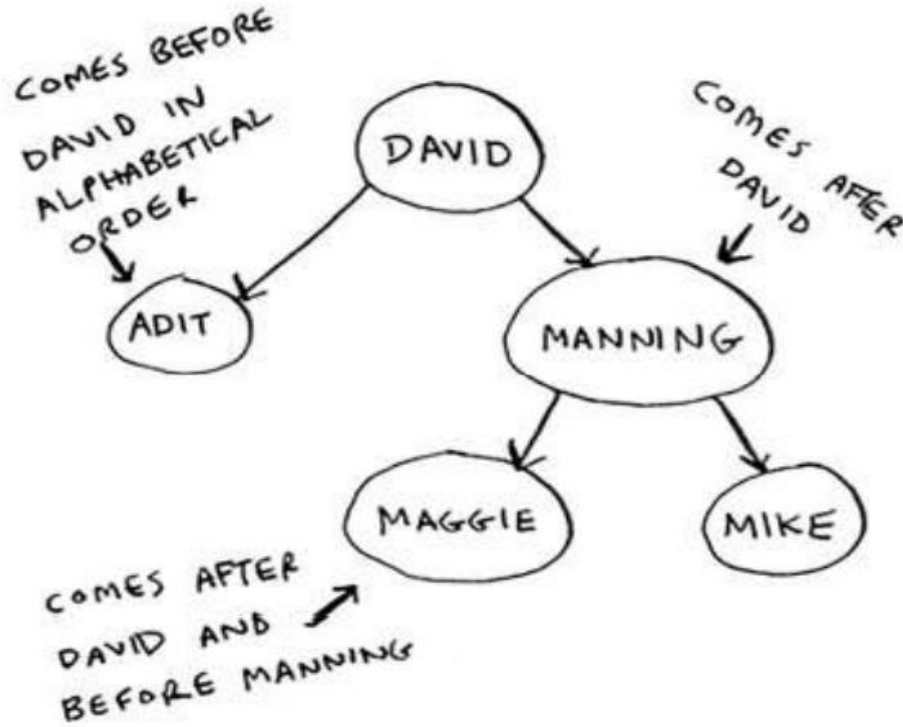 COMES BEFORE
DAVID IN
ALPHABETICAL
ORDER
DAVID
COMES AFTER
DAVID
ADIT
MANNING
MAGGIE
MIKE
COMES AFTER
DAVID AND
BEFORE MANNING